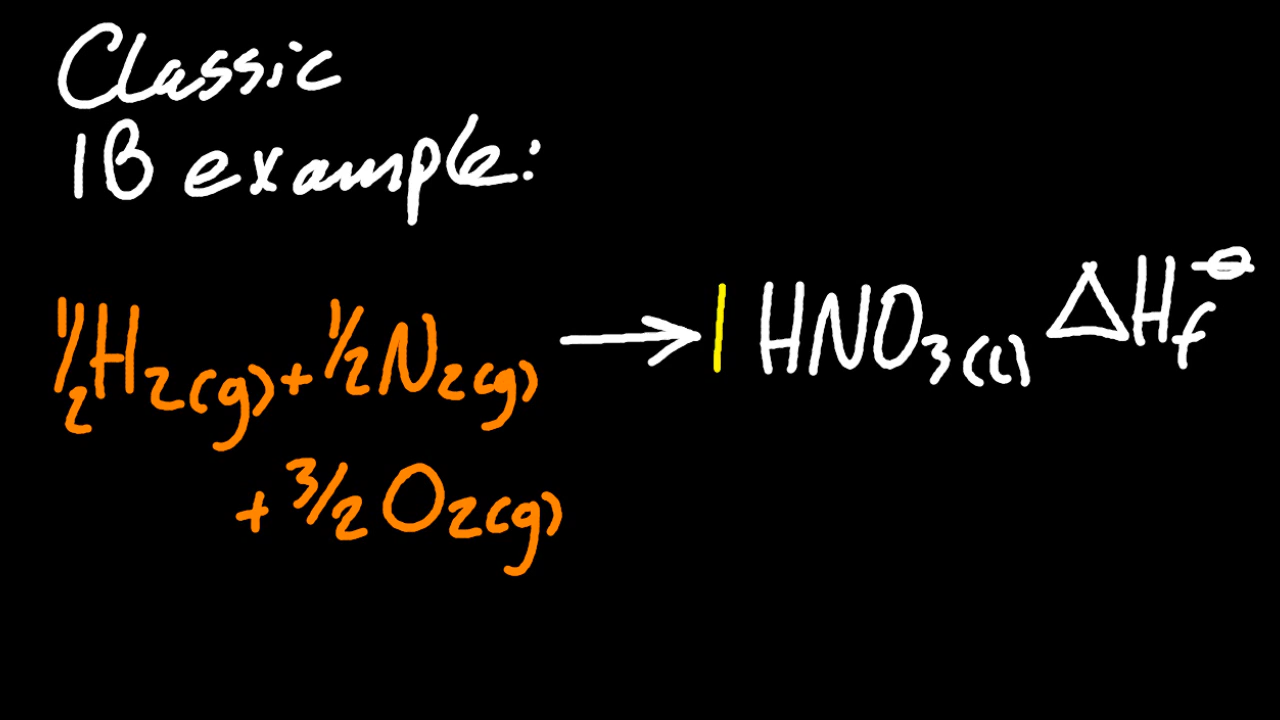 Classic
IB example:
½H₂(g) + ½N₂(g) → 1 HNO₃(l) ΔHf⦵
+ 3/2 O₂(g)